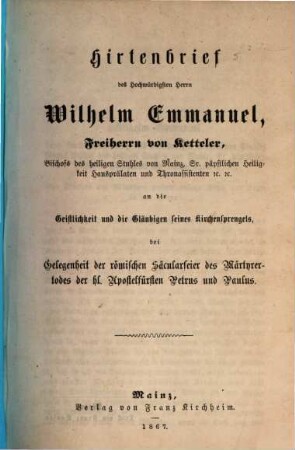 Hirtenbrief
des Hochwürdigsten Herrn
Wilhelm Emmanuel,
Freiherrn von Ketteler,
Bischofs des heiligen Stuhles von Mainz, Sr. päpstlichen Heilig-
keit Hausprälaten und Thronassistenten ꝛc. ꝛc.
an die
Geistlichkeit und die Gläubigen seines Kirchensprengels,
bei
Gelegenheit der römischen Säcularfeier des Märtyrer-
todes der hl. Apostelfürsten Petrus und Paulus.
Mainz,
Verlag von Franz Kirchheim.
1867.